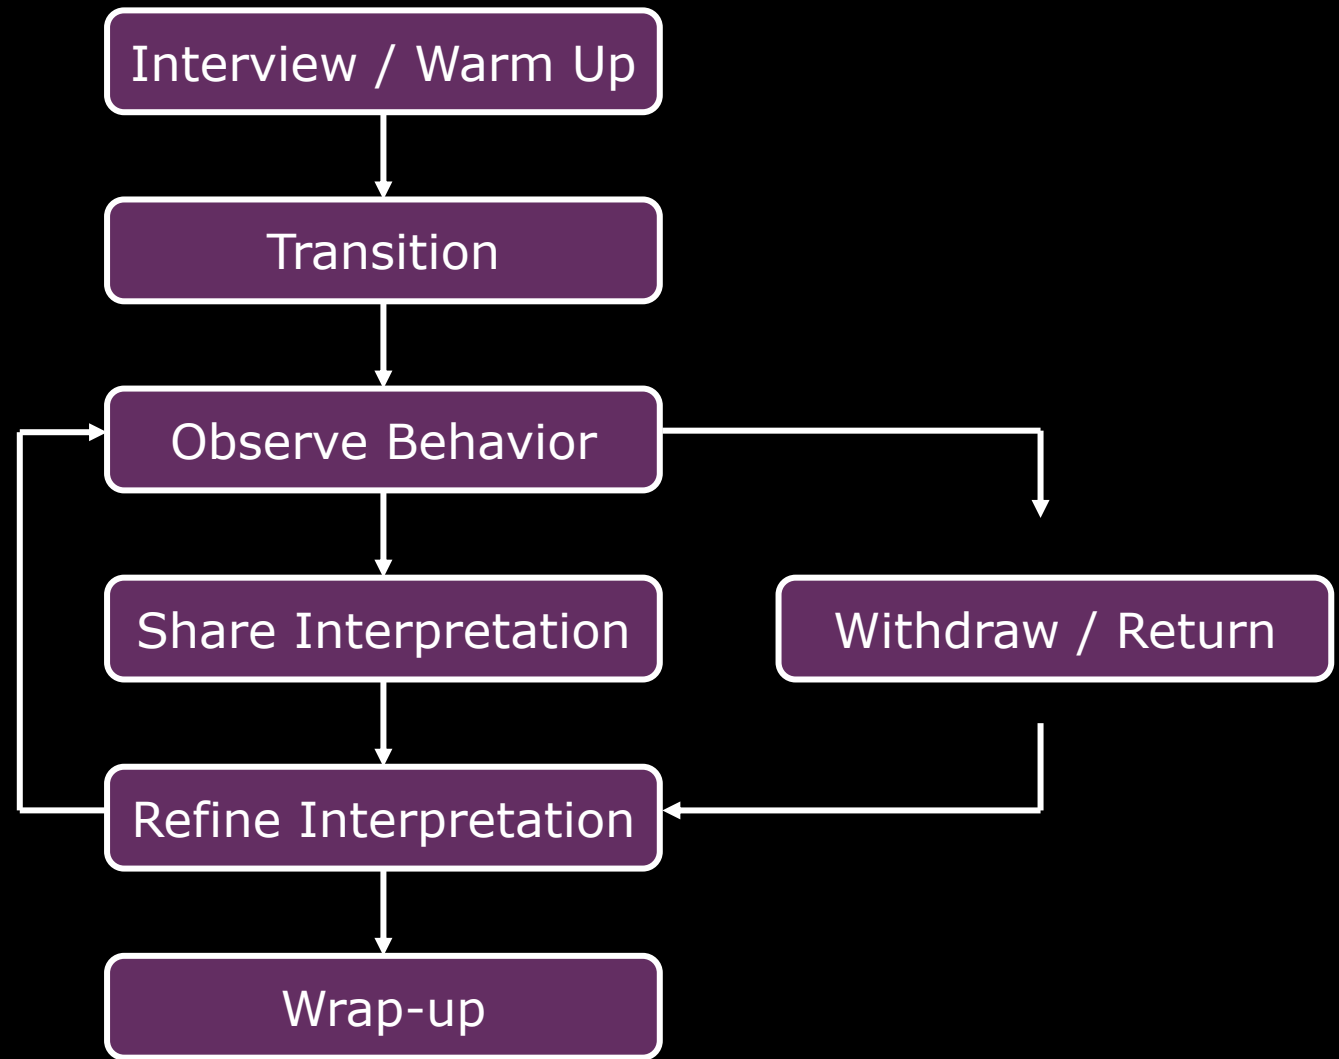 Interview / Warm Up
Transition
Observe Behavior
Share Interpretation
Withdraw / Return
Refine Interpretation
Wrap-up